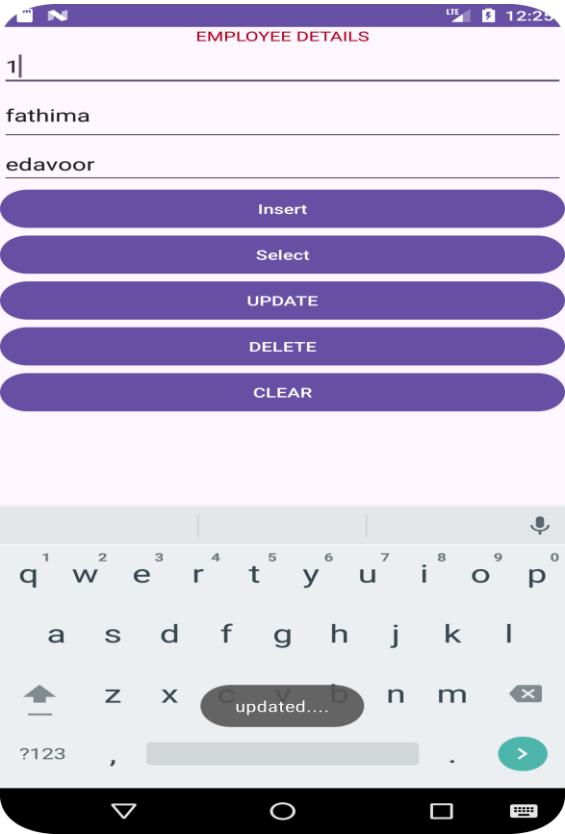 LTE 12:25
EMPLOYEE DETAILS
1
fathima
edavoor
Insert
Select
UPDATE
DELETE
CLEAR
1 2 3 4 5 6 7 8 9 0
q w e r t y u i o p
a s d f g h j k l
z x c v b n m
updated....
?123 , .